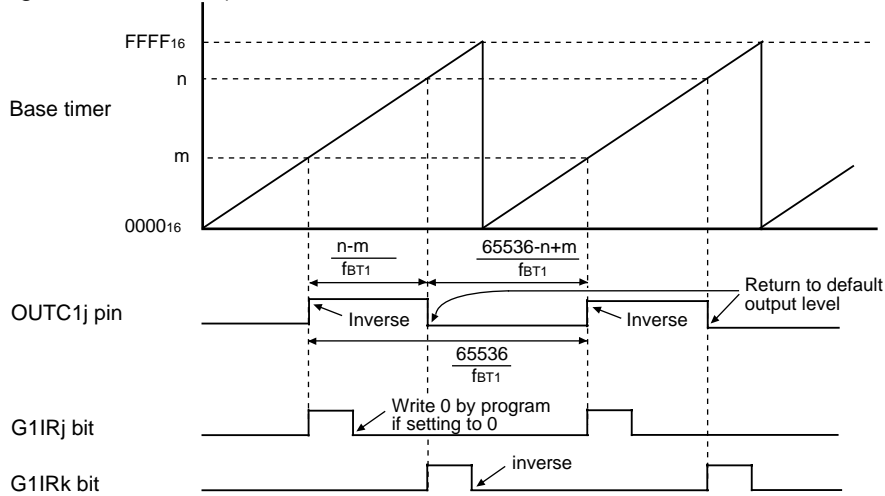 FFFF16
n
Base timer
m
000016
n-m
fBT1
65536-n+m
fBT1
Return to default
output level
OUTC1j pin
Inverse
Inverse
65536
fBT1
Write 0 by program
if setting to 0
G1IRj bit
inverse
G1IRk bit